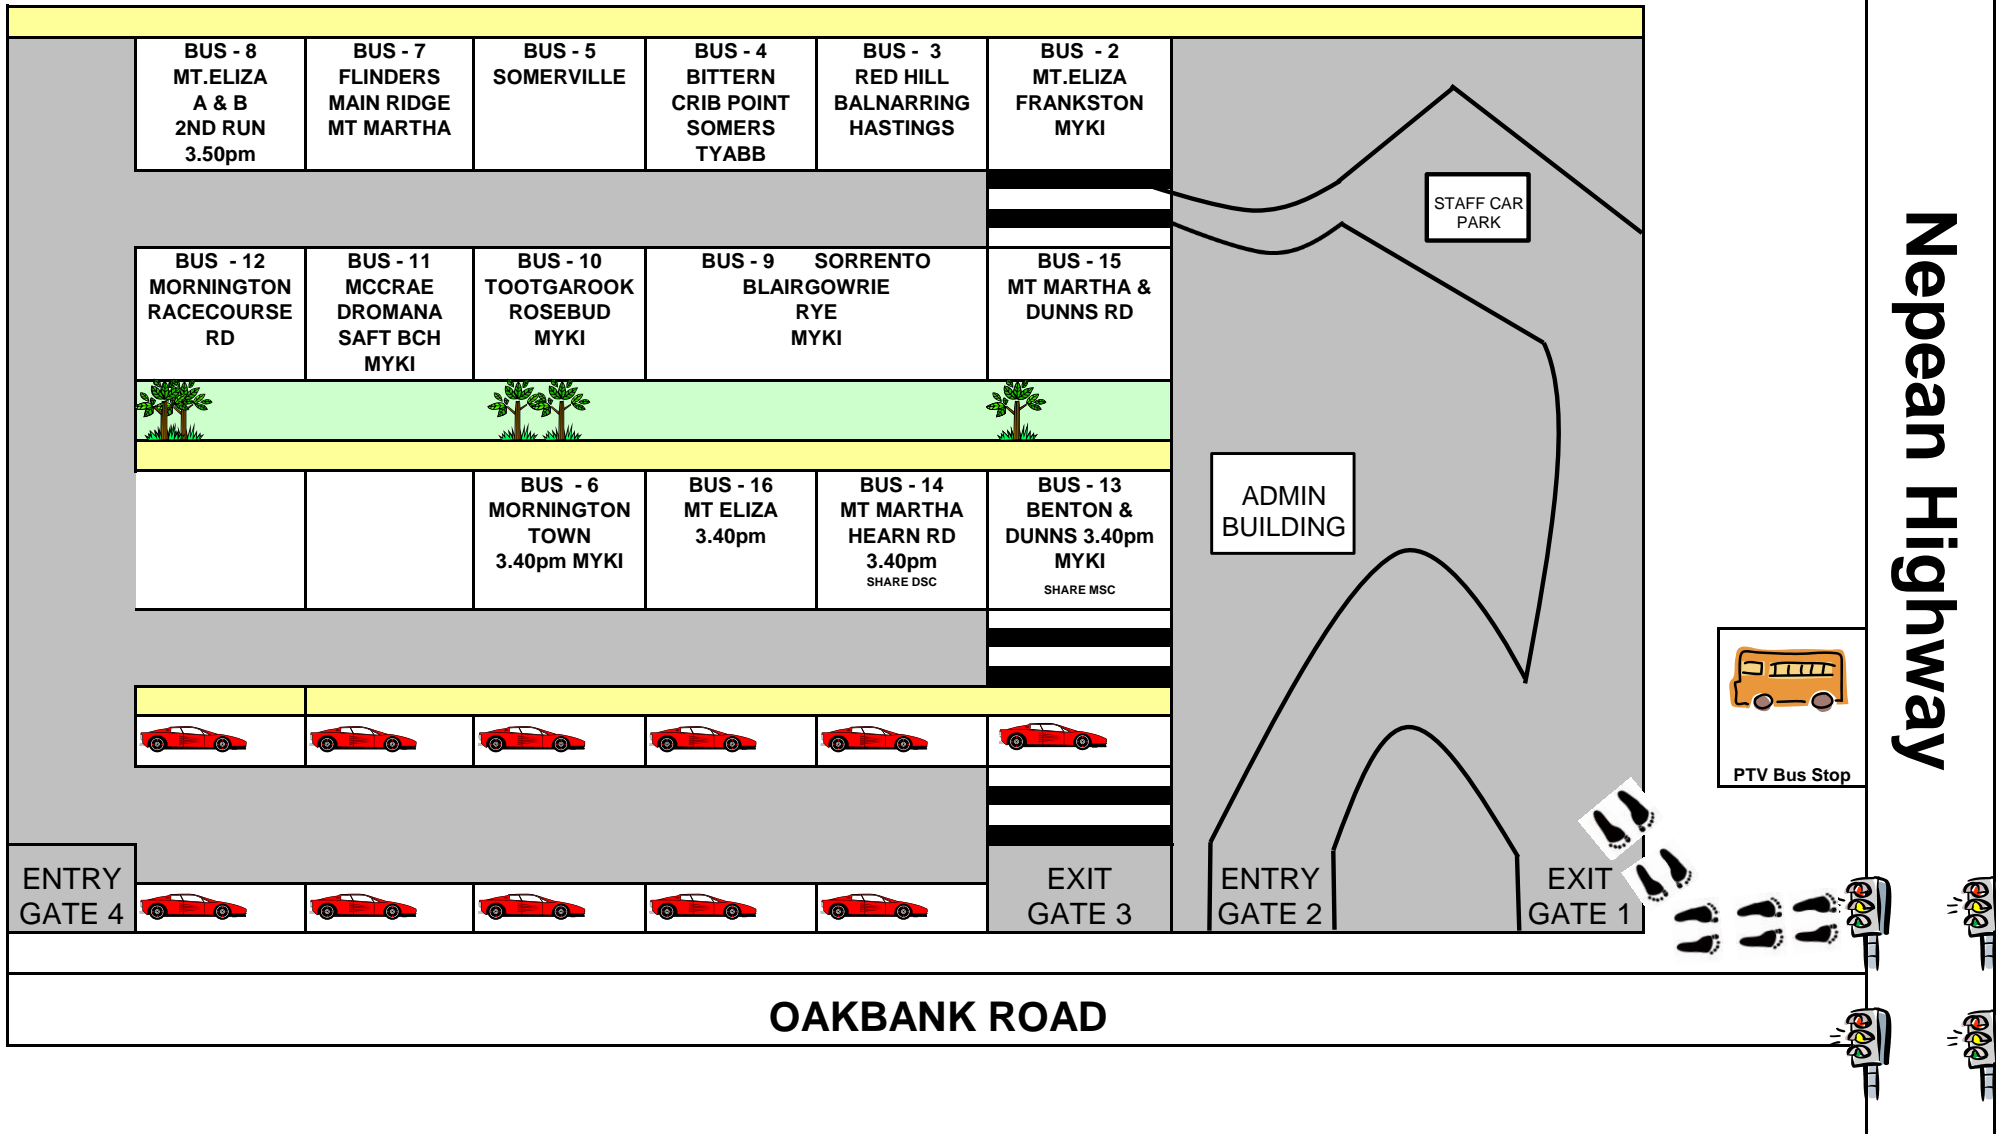 BUS - 8
MT.ELIZA
A & B
2ND RUN
3.50pm
BUS - 7
FLINDERS
MAIN RIDGE
MT MARTHA
BUS - 5
SOMERVILLE
BUS - 4
BITTERN
CRIB POINT
SOMERS
TYABB
BUS - 3
RED HILL
BALNARRING
HASTINGS
BUS - 2
MT.ELIZA
FRANKSTON
MYKI
STAFF CAR
PARK
BUS - 12
MORNINGTON
RACECOURSE
RD
BUS - 11
MCCRAE
DROMANA
SAFT BCH
MYKI
BUS - 10
TOOTGAROOK
ROSEBUD
MYKI
BUS - 9 SORRENTO
BLAIRGOWRIE
RYE
MYKI
BUS - 15
MT MARTHA &
DUNNS RD
BUS - 6
MORNINGTON
TOWN
3.40pm MYKI
BUS - 16
MT ELIZA
3.40pm
BUS - 14
MT MARTHA
HEARN RD
3.40pm
SHARE DSC
BUS - 13
BENTON &
DUNNS 3.40pm
MYKI
SHARE MSC
ADMIN
BUILDING
Nepean Highway
PTV Bus Stop
ENTRY
GATE 4
EXIT
GATE 3
ENTRY
GATE 2
EXIT
GATE 1
OAKBANK ROAD